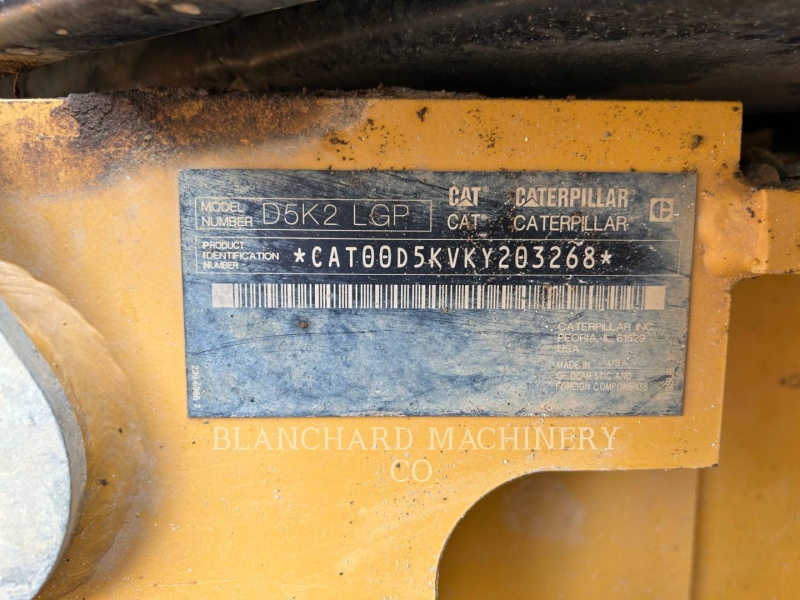 MODEL NUMBER D5K2 LGP
CAT CATERPILLAR
CAT® CATERPILLAR
PRODUCT IDENTIFICATION NUMBER *CAT00D5KVKY203268*
CATERPILLAR INC.
PEORIA IL 61629
USA
MADE IN U.S.A.
OF DOMESTIC AND
FOREIGN COMPONENTS
BLANCHARD MACHINERY
CO